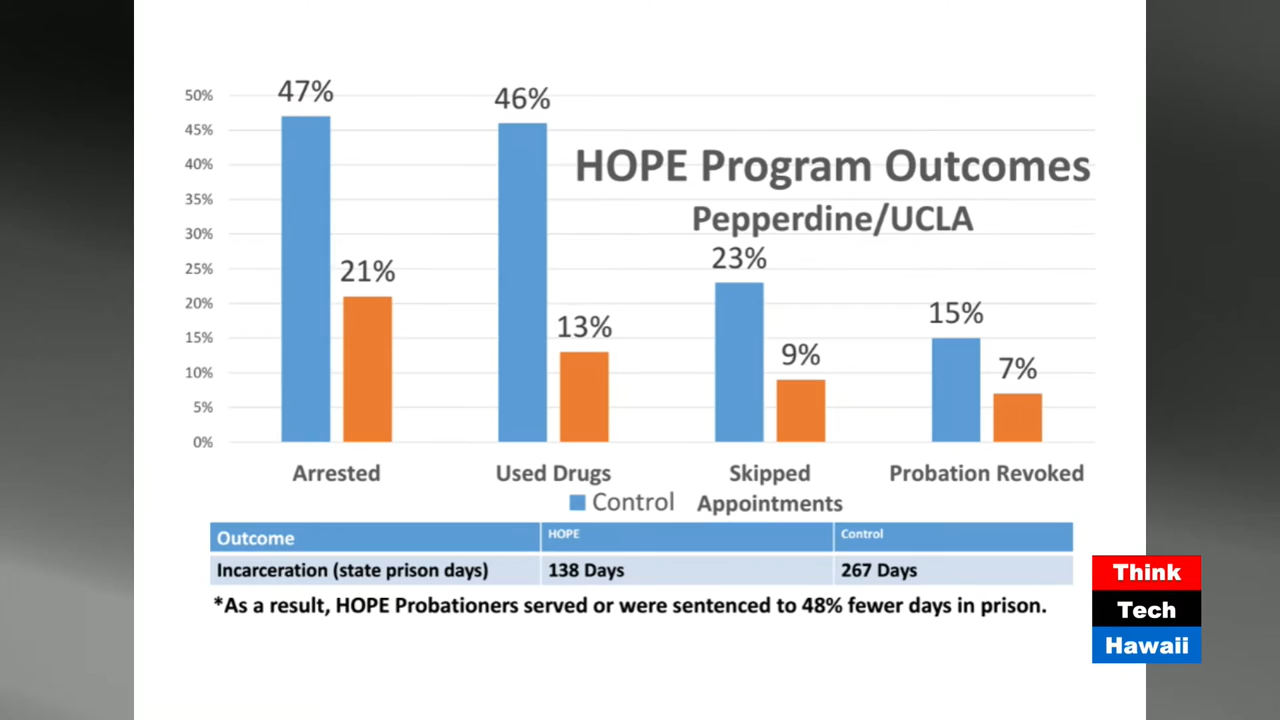 HOPE Program Outcomes
Pepperdine/UCLA
50%
45%
40%
35%
30%
25%
20%
15%
10%
5%
0%
47%
21%
46%
13%
23%
9%
15%
7%
Arrested
Used Drugs
Skipped
Appointments
Probation Revoked
Control
Outcome HOPE Control
Incarceration (state prison days) 138 Days 267 Days
*As a result, HOPE Probationers served or were sentenced to 48% fewer days in prison.
Think
Tech
Hawaii